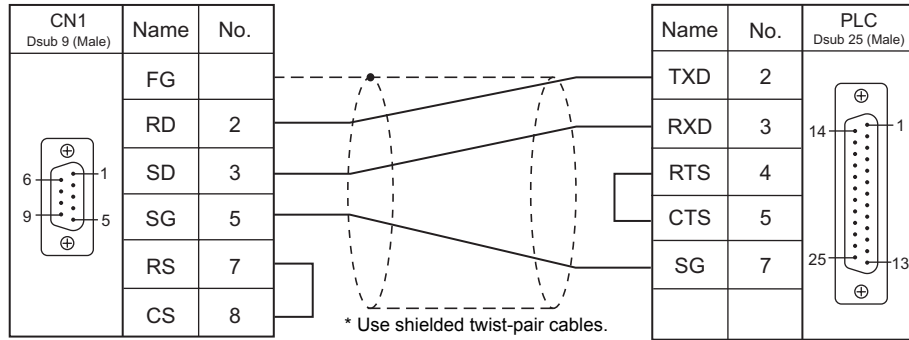 CN1
Dsub 9 (Male)
Name No.
FG
RD 2
SD 3
SG 5
RS 7
CS 8
6
1
9
5
* Use shielded twist-pair cables.
Name No.
PLC
Dsub 25 (Male)
TXD 2
RXD 3
RTS 4
CTS 5
SG 7
14
1
25
13